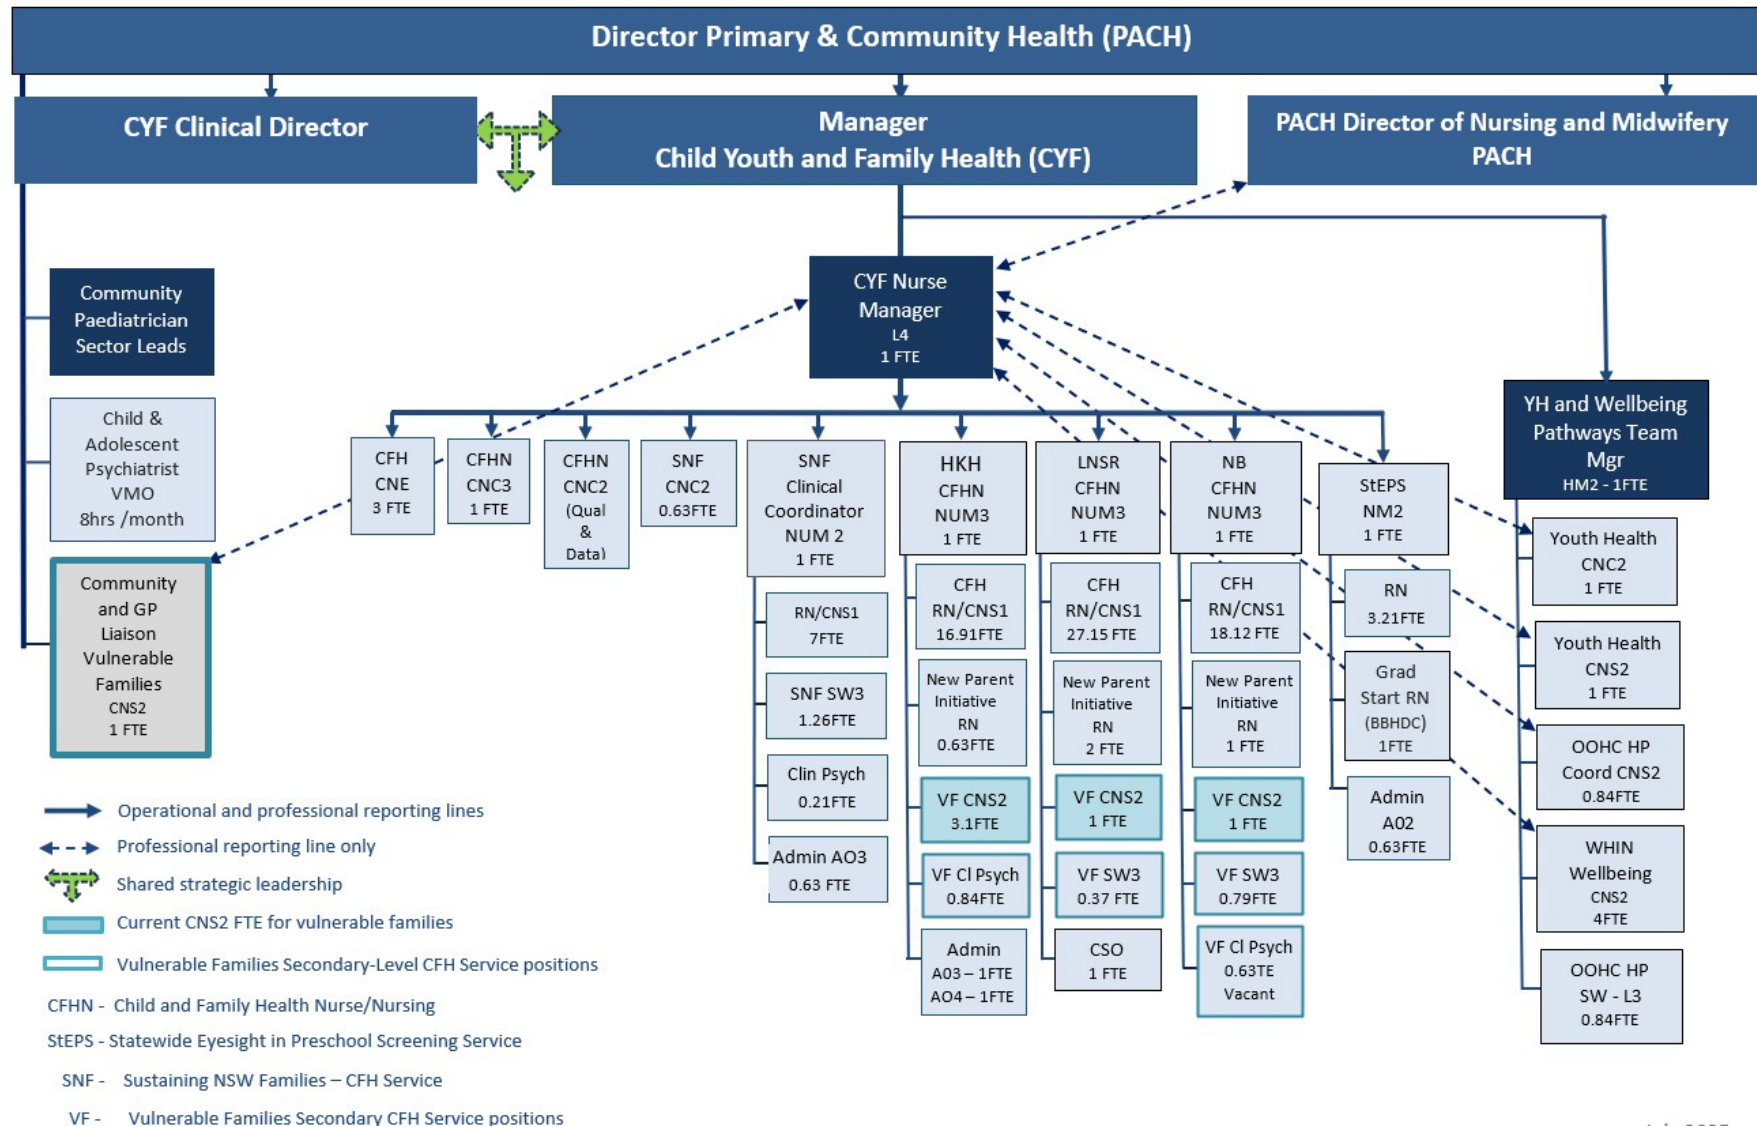 Director Primary & Community Health (PACH)
CYF Clinical Director
Manager
Child Youth and Family Health (CYF)
PACH Director of Nursing and Midwifery
PACH
Community
Paediatrician
Sector Leads
Child &
Adolescent
Psychiatrist
VMO
8hrs /month
Community
and GP
Liaison
Vulnerable
Families
CNS2
1 FTE
CYF Nurse
Manager
L4
1 FTE
CFH
CNE
3 FTE
CFHN
CNC3
1 FTE
CFHN
CNC2
(Qual
&
Data)
SNF
CNC2
0.63FTE
SNF
Clinical
Coordinator
NUM 2
1 FTE
RN/CNS1
7FTE
SNF SW3
1.26FTE
Clin Psych
0.21FTE
Admin AO3
0.63 FTE
HKH
CFHN
NUM3
1 FTE
CFH
RN/CNS1
16.91FTE
New Parent
Initiative
RN
0.63FTE
VF CNS2
3.1FTE
VF Cl Psych
0.84FTE
Admin
A03 – 1FTE
AO4 – 1FTE
LNSR
CFHN
NUM3
1 FTE
CFH
RN/CNS1
27.15 FTE
New Parent
Initiative
RN
2 FTE
VF CNS2
1 FTE
VF SW3
0.37 FTE
CSO
1 FTE
NB
CFHN
NUM3
1 FTE
CFH
RN/CNS1
18.12 FTE
New Parent
Initiative
RN
1 FTE
VF CNS2
1 FTE
VF SW3
0.79FTE
VF Cl Psych
0.63TE
Vacant
StEPS
NM2
1 FTE
RN
3.21FTE
Grad
Start RN
(BBHDC)
1FTE
Admin
A02
0.63FTE
YH and Wellbeing
Pathways Team
Mgr
HM2 - 1FTE
Youth Health
CNC2
1 FTE
Youth Health
CNS2
1 FTE
OOHC HP
Coord CNS2
0.84FTE
WHIN
Wellbeing
CNS2
4FTE
OOHC HP
SW - L3
0.84FTE
Operational and professional reporting lines
Professional reporting line only
Shared strategic leadership
Current CNS2 FTE for vulnerable families
Vulnerable Families Secondary-Level CFH Service positions
CFHN - Child and Family Health Nurse/Nursing
StEPS - Statewide Eyesight in Preschool Screening Service
SNF - Sustaining NSW Families – CFH Service
VF - Vulnerable Families Secondary CFH Service positions